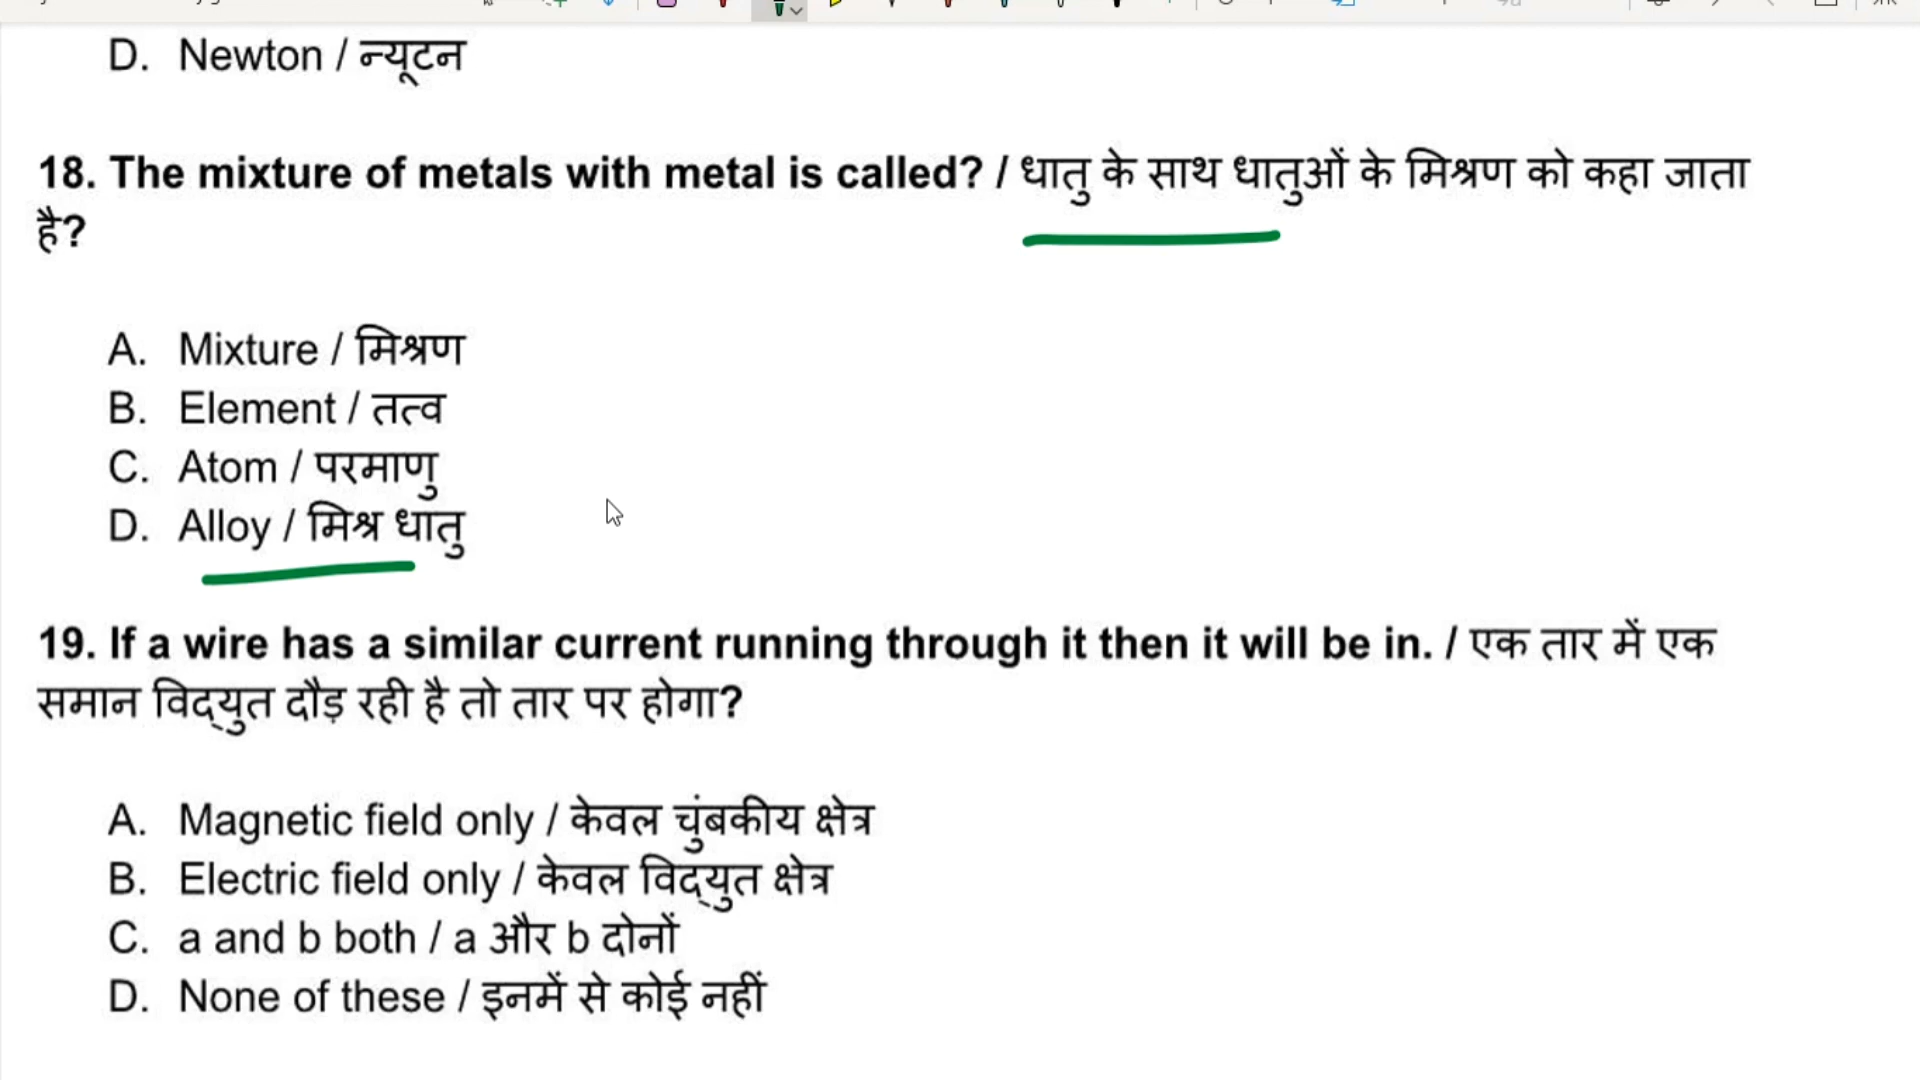 D. Newton / न्यूटन
18. The mixture of metals with metal is called? / धातु के साथ धातुओं के मिश्रण को कहा जाता
है?
A. Mixture / मिश्रण
B. Element / तत्व
C. Atom / परमाणु
D. Alloy / मिश्र धातु
19. If a wire has a similar current running through it then it will be in. / एक तार में एक
समान विद्युत दौड़ रही है तो तार पर होगा?
A. Magnetic field only / केवल चुंबकीय क्षेत्र
B. Electric field only / केवल विद्युत क्षेत्र
C. a and b both / a और b दोनों
D. None of these / इनमें से कोई नहीं